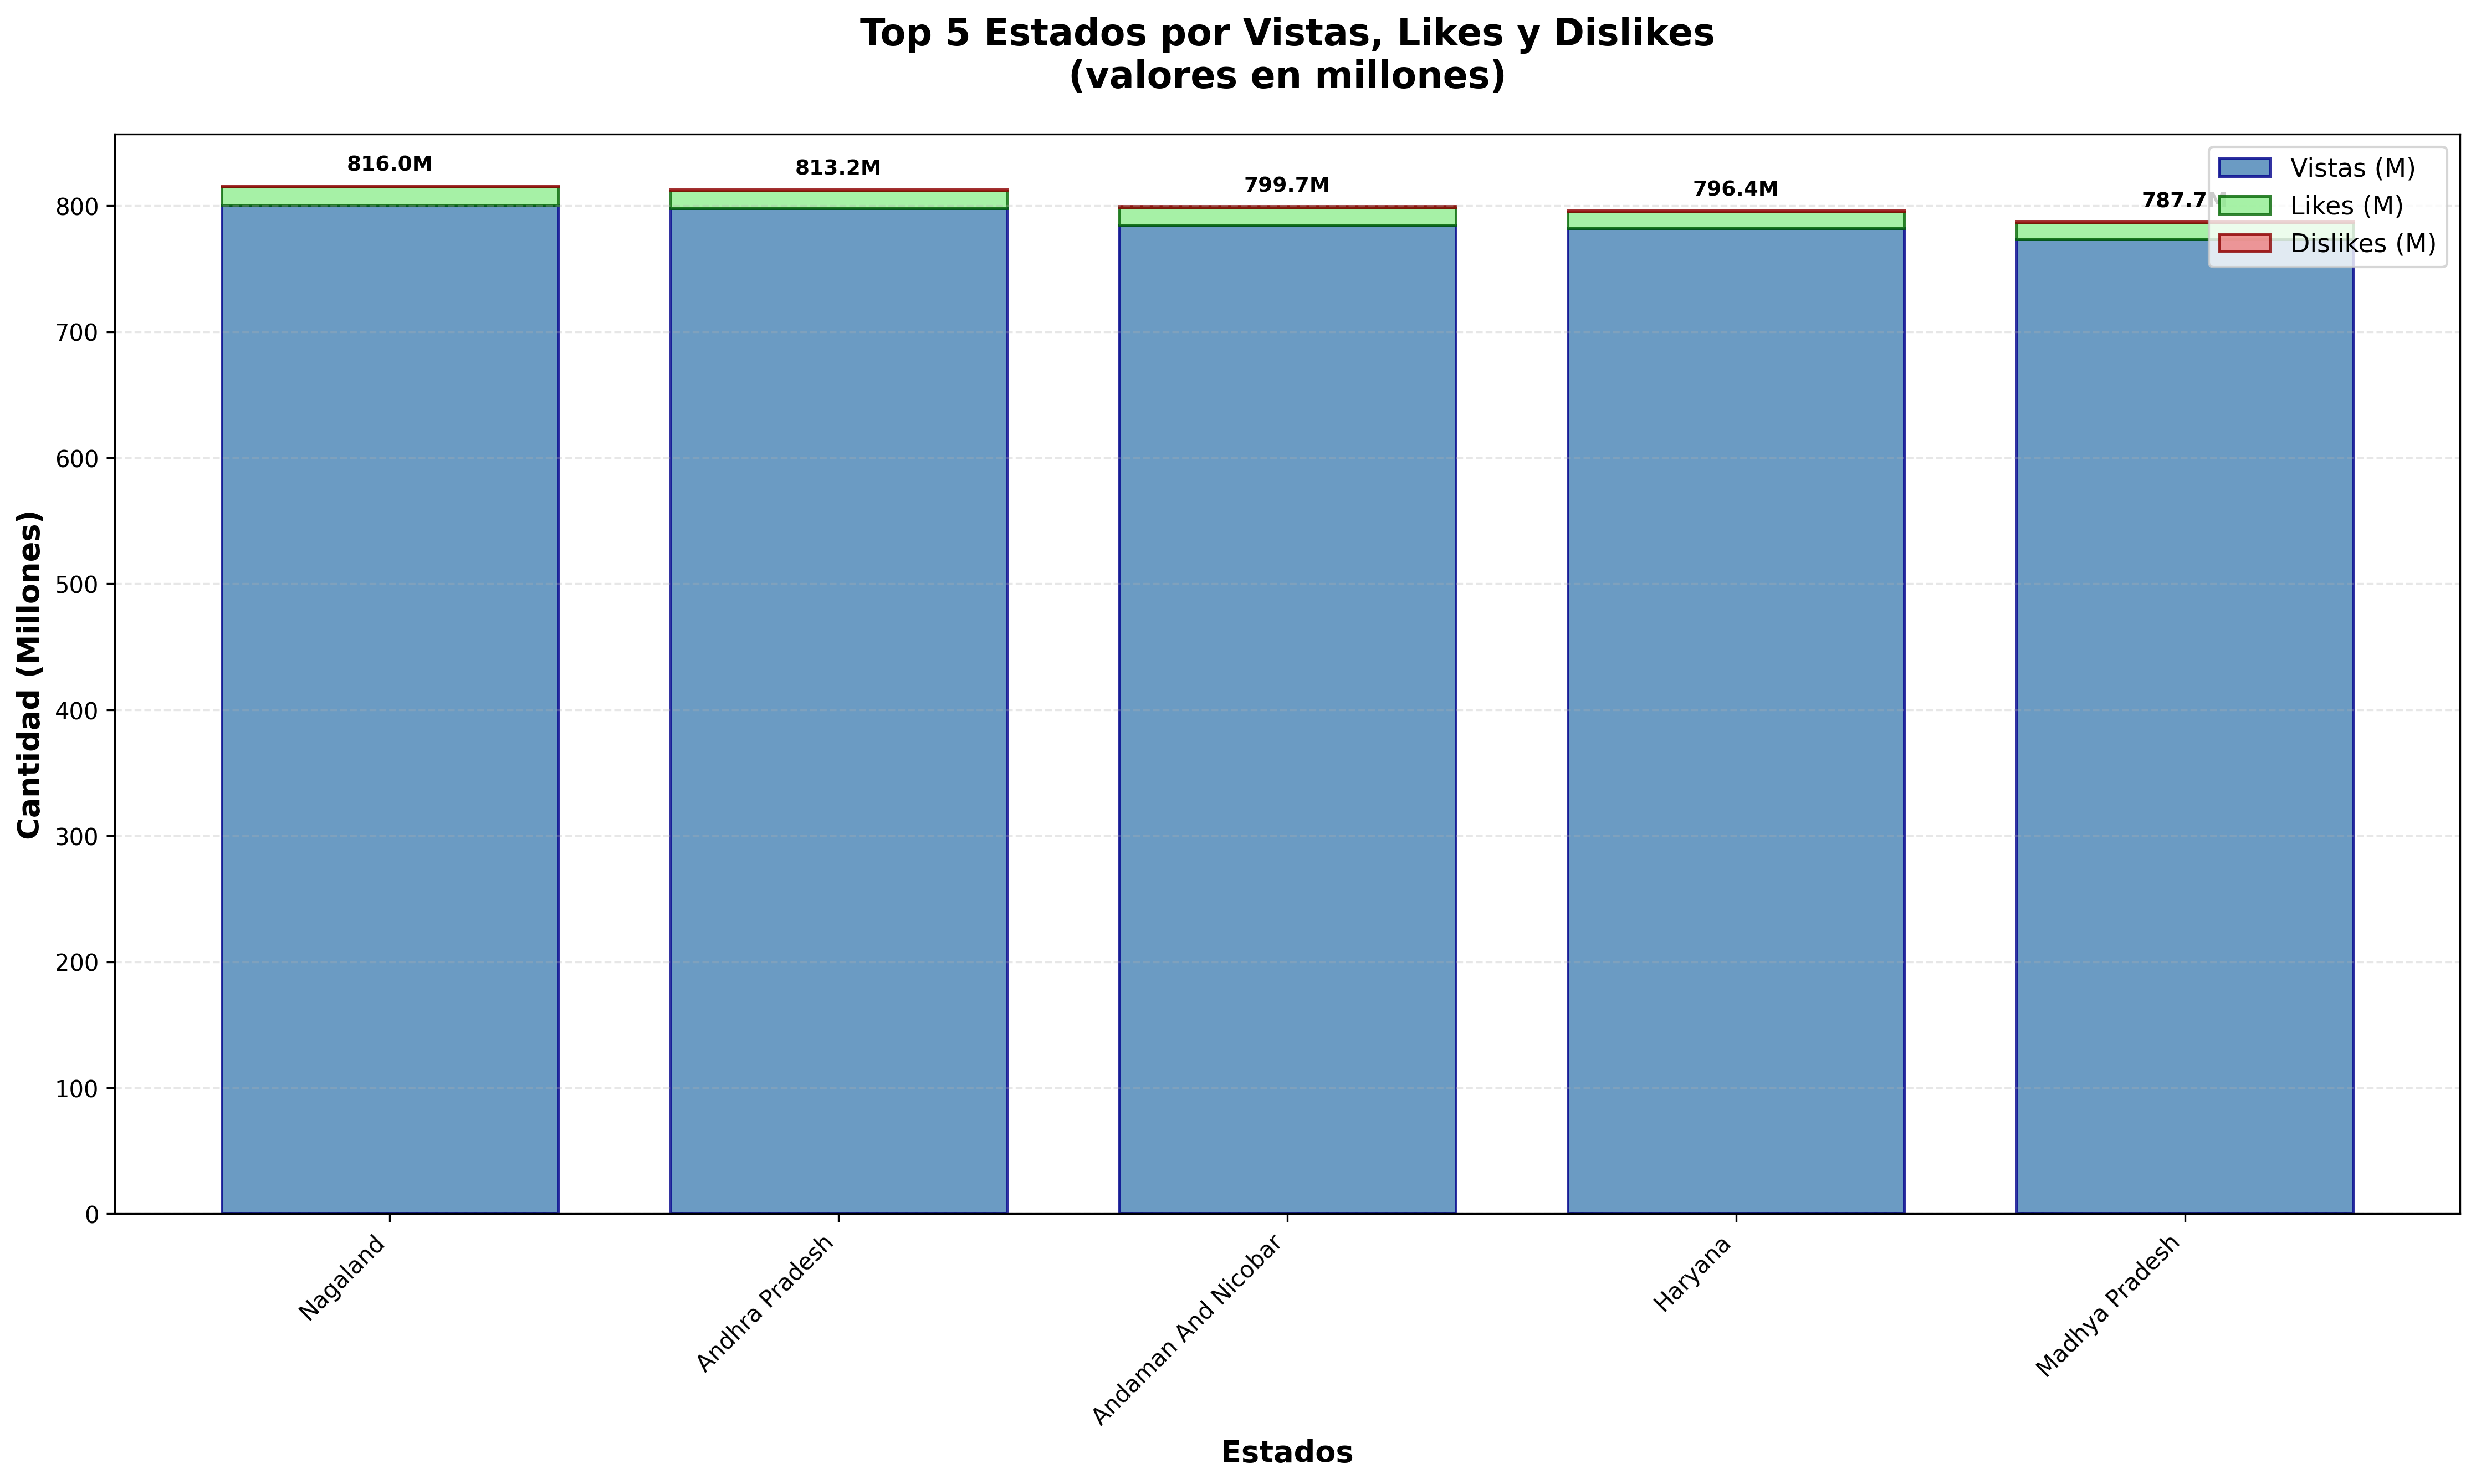 Top 5 Estados por Vistas, Likes y Dislikes
(valores en millones)
816.0M
813.2M
799.7M
796.4M
787.7M
Vistas (M)
Likes (M)
Dislikes (M)
Cantidad (Millones)
800
700
600
500
400
300
200
100
0
Nagaland
Andhra Pradesh
Andaman And Nicobar
Haryana
Madhya Pradesh
Estados